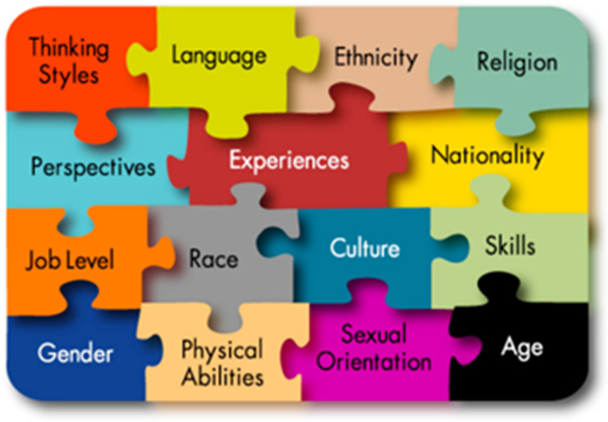 Thinking
Styles
Language
Ethnicity
Religion
Perspectives
Experiences
Nationality
Job Level
Race
Culture
Skills
Gender
Physical
Abilities
Sexual
Orientation
Age